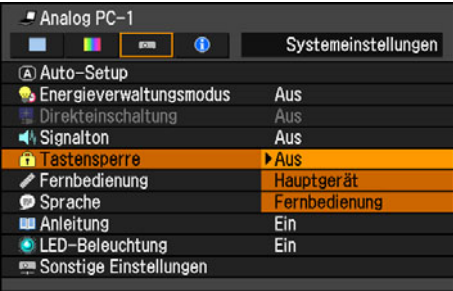 Analog PC-1
Systemeinstellungen
Auto-Setup
Energieverwaltungsmodus Aus
Direkteinschaltung Aus
Signalton Aus
Tastensperre Aus
Fernbedienung Hauptgerät
Sprache Fernbedienung
Anleitung Ein
LED-Beleuchtung Ein
Sonstige Einstellungen